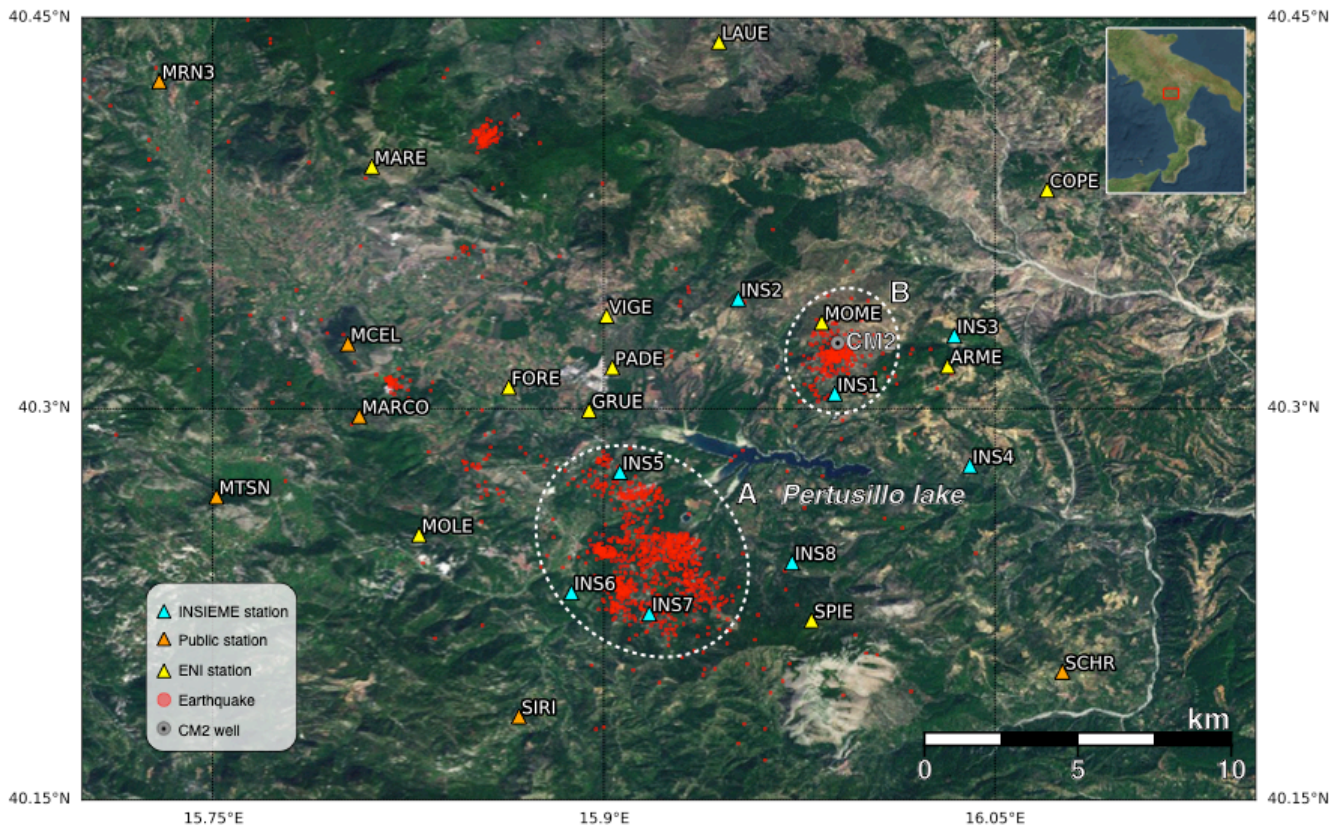 40.45°N
40.45°N
LAUE
MRN3
MARE
COPE
INS2
B
VIGE
MOME
INS3
MCEL
CM2
PADE
ARME
FORE
INS1
40.3°N
MARCO
GRUE
40.3°N
INS5
INS4
MTSN
A
Pertusillo lake
MOLE
INS8
INS6
INSIEME station
INS7
SPIE
Public station
ENI station
SCHR
Earthquake
SIRI
CM2 well
km
0
5
10
40.15°N
40.15°N
15.75°E
15.9°E
16.05°E